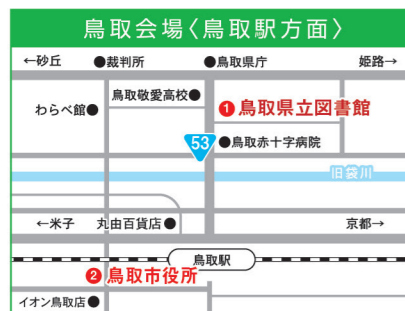 鳥取会場〈鳥取駅方面〉
←砂丘 ●裁判所 ●鳥取県庁 姫路→
鳥取敬愛高校●
わらべ館●
❶鳥取県立図書館
53 ●鳥取赤十字病院
旧袋川
←米子 丸由百貨店● 京都→
鳥取駅
❷鳥取市役所
イオン鳥取店●